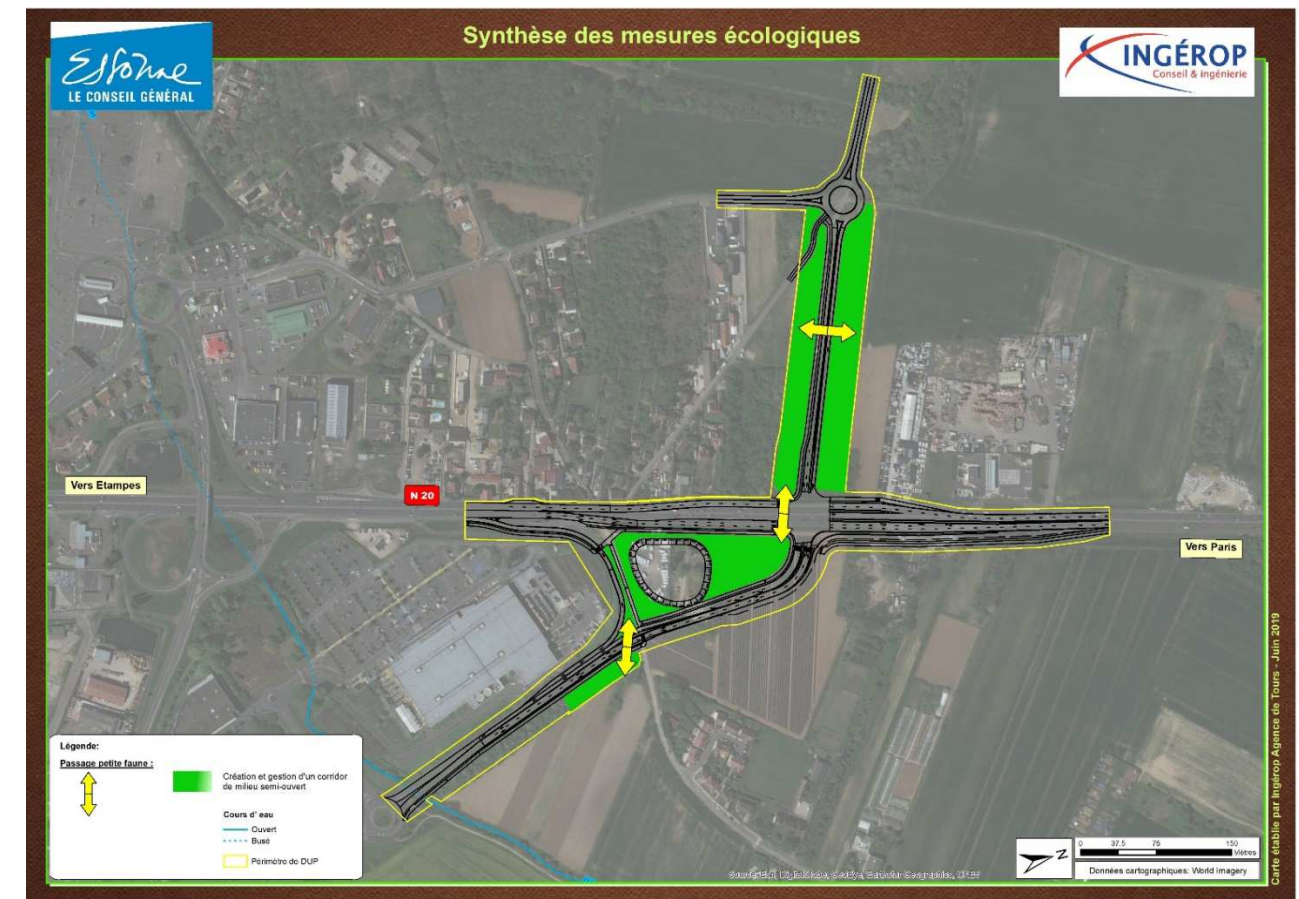 Synthèse des mesures écologiques
Essonne
LE CONSEIL GÉNÉRAL
INGÉROP
Conseil & ingénierie
Vers Etampes
N 20
Vers Paris
Légende:
Passage petite faune :
Création et gestion d'un corridor
de milieu semi-ouvert
Cours d' eau
Ouvert
Busé
Périmètre de DUP
Z
0 37,5 75 150
Mètres
Données cartographiques: World Imagery
Carte établie par Ingérop Agence de Tours - Juin 2019